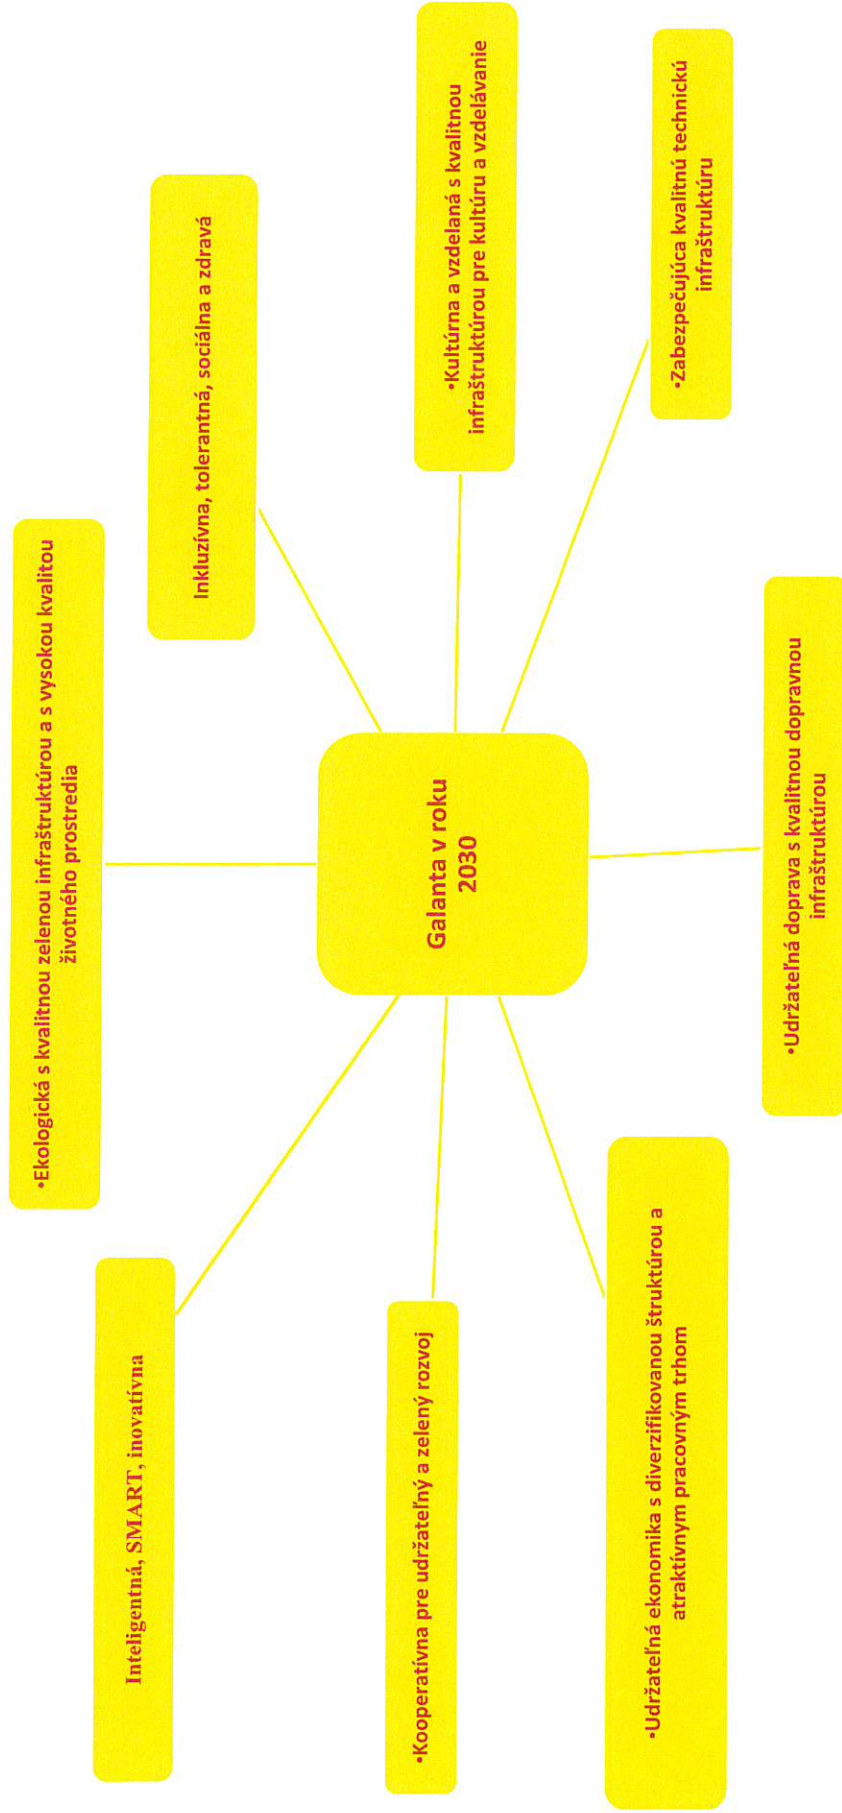 •Ekologická s kvalitnou zelenou infraštruktúrou a s vysokou kvalitou
životného prostredia
Inteligentná, SMART, inovatívna
Inkluzívna, tolerantná, sociálna a zdravá
Galanta v roku
2030
•Kooperatívna pre udržateľný a zelený rozvoj
•Kultúrna a vzdelaná s kvalitnou
infraštruktúrou pre kultúru a vzdelávanie
•Udržateľná ekonomika s diverzifikovanou štruktúrou a
atraktívnym pracovným trhom
•Zabezpečujúca kvalitnú technickú
infraštruktúru
•Udržateľná doprava s kvalitnou dopravnou
infraštruktúrou